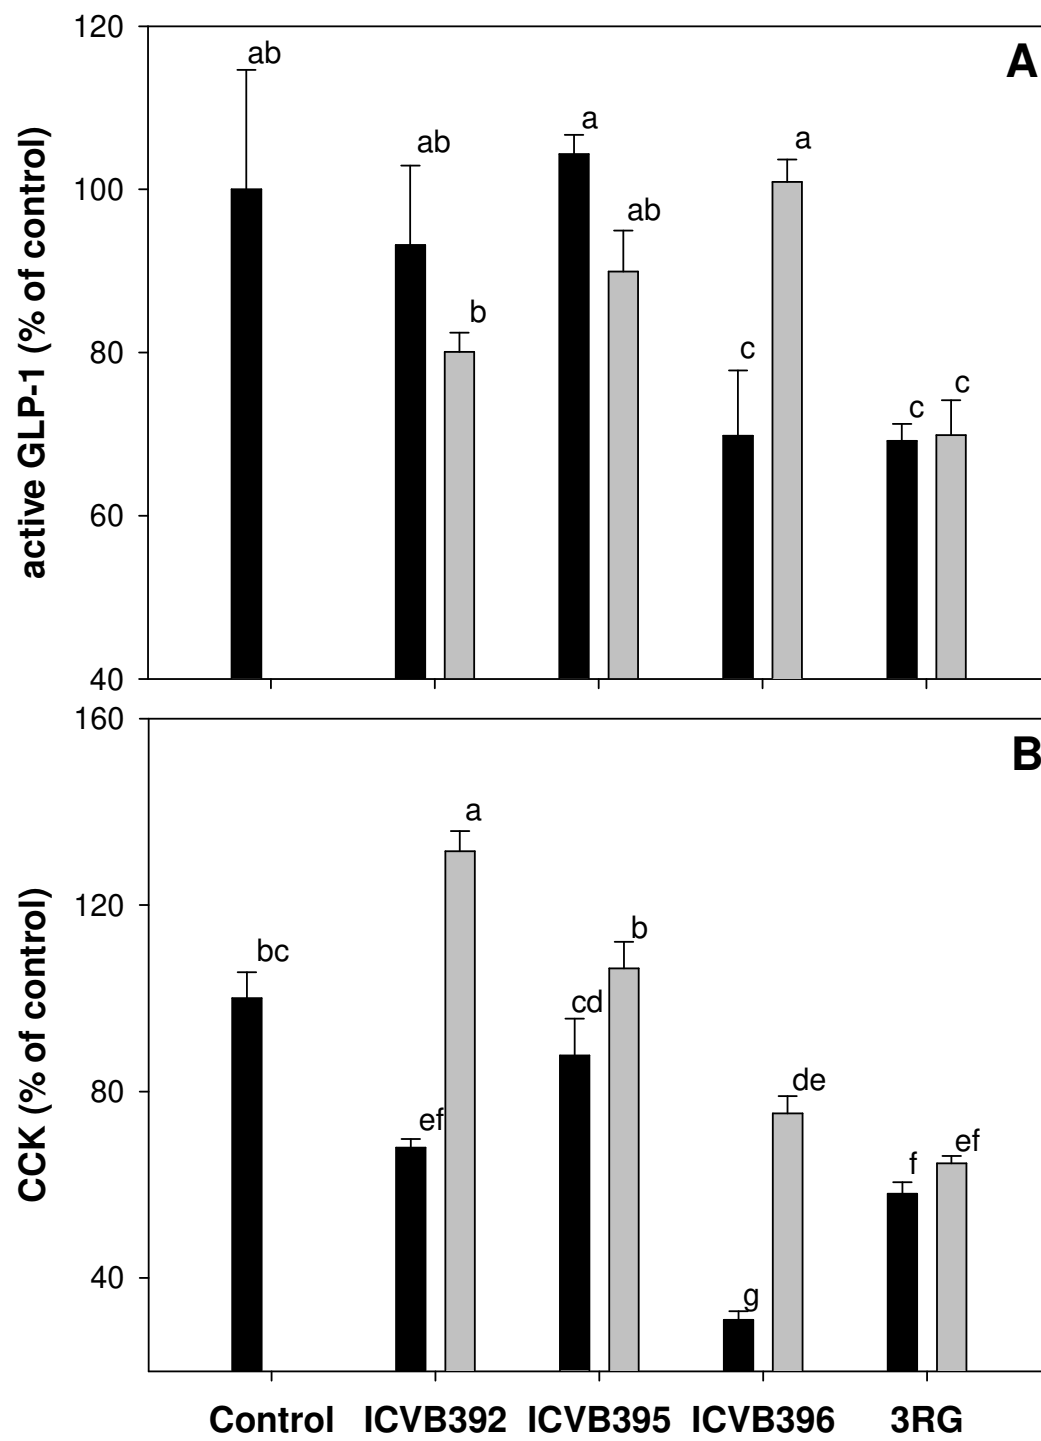 120
ab
A
a
a
ab
100
ab
b
80
c
c
c
60
40
active GLP-1 (% of control)
160
B
a
120
b
bc
cd
de
80
ef
ef
f
40
g
CCK (% of control)
Control ICVB392 ICVB395 ICVB396 3RG